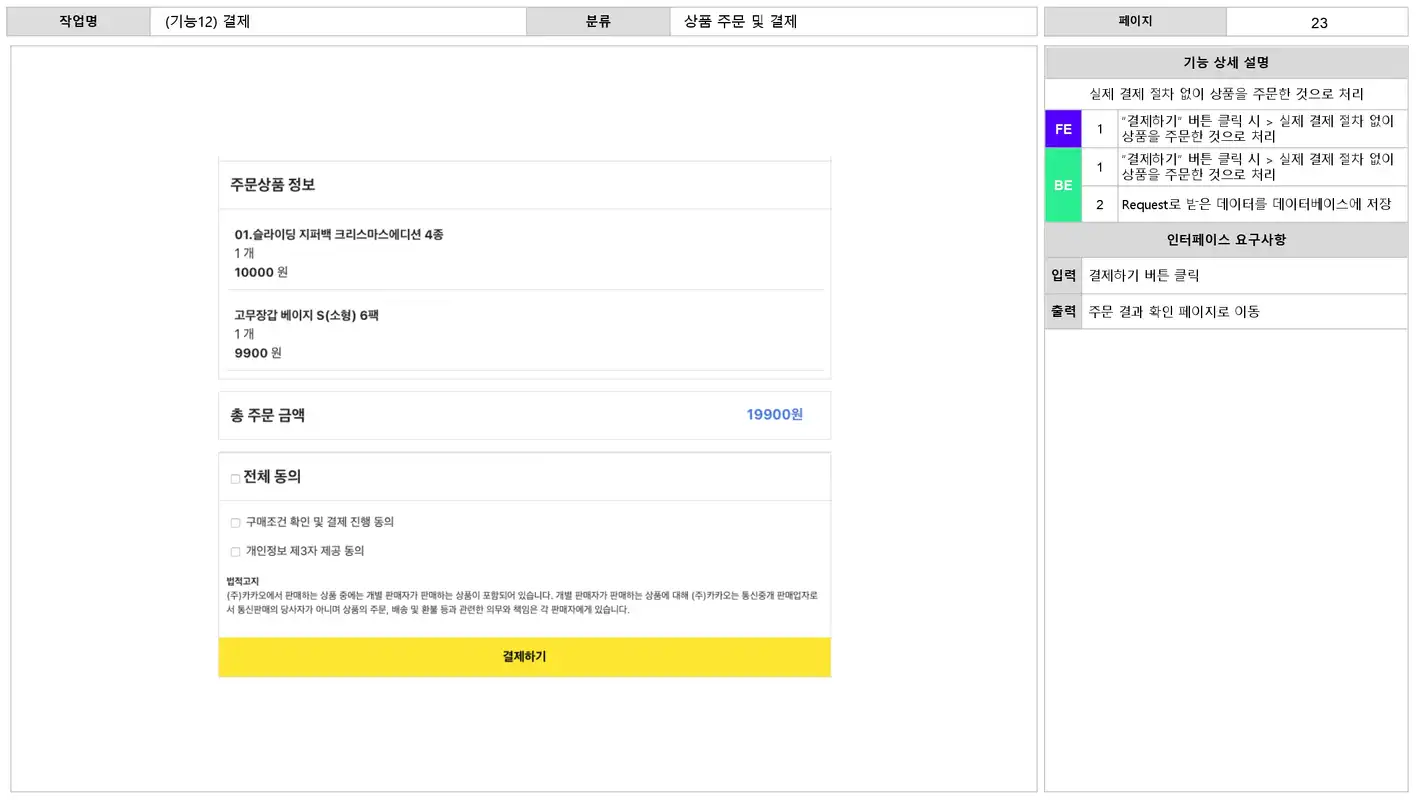 작업명 (기능12) 결제 분류 상품 주문 및 결제 페이지 23
주문상품 정보
01.슬라이딩 지퍼백 크리스마스에디션 4종
1 개
10000 원
고무장갑 베이지 S(소형) 6팩
1 개
9900 원
총 주문 금액 19900원
전체 동의
구매조건 확인 및 결제 진행 동의
개인정보 제3자 제공 동의
법적고지
(주)카카오에서 판매하는 상품 중에는 개별 판매자가 판매하는 상품이 포함되어 있습니다. 개별 판매자가 판매하는 상품에 대해 (주)카카오는 통신중개 판매입자로
서 통신판매의 당사자가 아니며 상품의 주문, 배송 및 환불 등과 관련한 의무와 책임은 각 판매자에게 있습니다.
결제하기
기능 상세 설명
실제 결제 절차 없이 상품을 주문한 것으로 처리
FE 1 "결제하기" 버튼 클릭 시 > 실제 결제 절차 없이
상품을 주문한 것으로 처리
BE 1 "결제하기" 버튼 클릭 시 > 실제 결제 절차 없이
상품을 주문한 것으로 처리
2 Request로 받은 데이터를 데이터베이스에 저장
인터페이스 요구사항
입력 결제하기 버튼 클릭
출력 주문 결과 확인 페이지로 이동